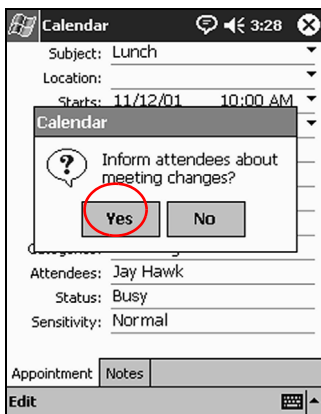 Calendar 3:28
Subject: Lunch
Location:
Starts: 11/12/01 10:00 AM
Calendar
Inform attendees about
meeting changes?
Yes No
Attendees: Jay Hawk
Status: Busy
Sensitivity: Normal
Appointment Notes
Edit